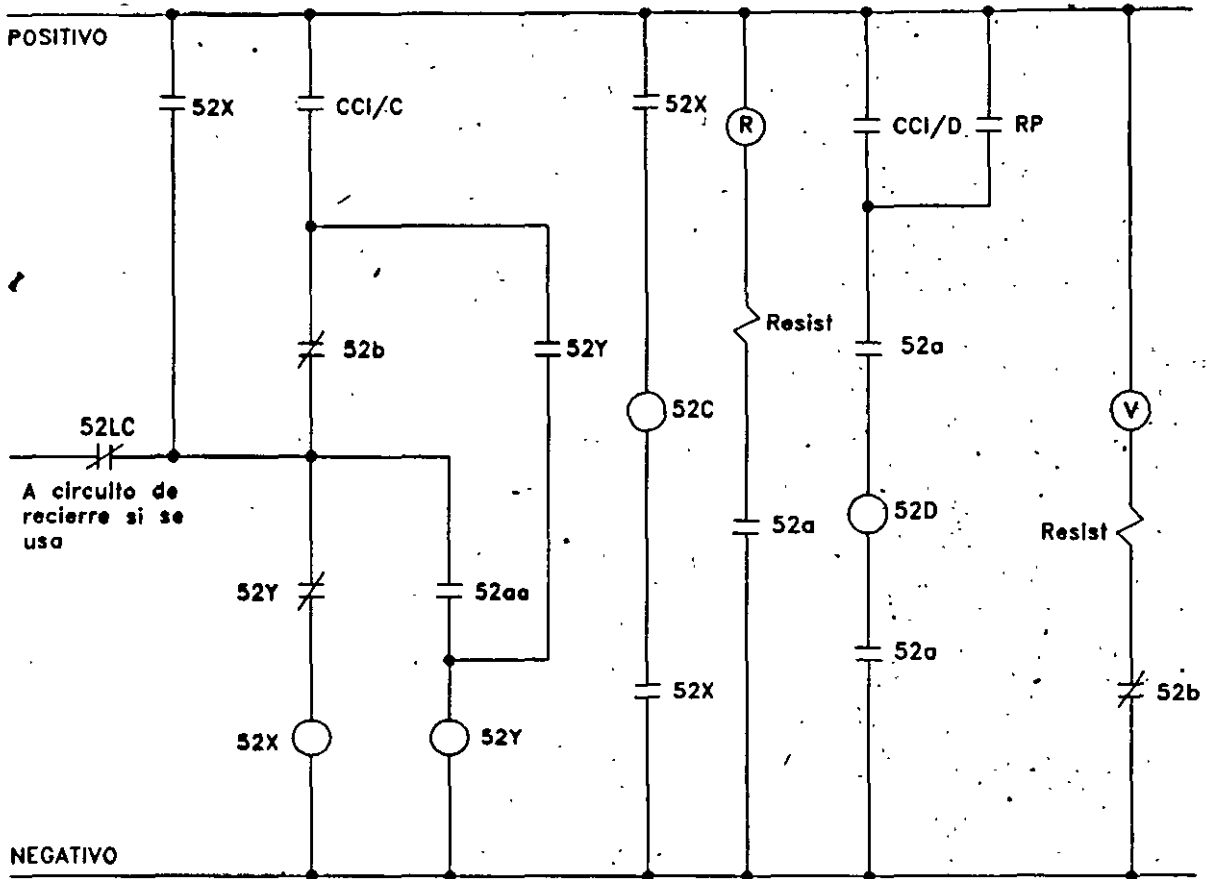 POSITIVO
52X
CCI/C
52X
R
CCI/D
RP
52b
52Y
Resist
52a
52C
V
52LC
A circuito de
recierre si se
usa
52D
Resist
52a
52Y
52aa
52a
52X
52b
52X
52Y
NEGATIVO